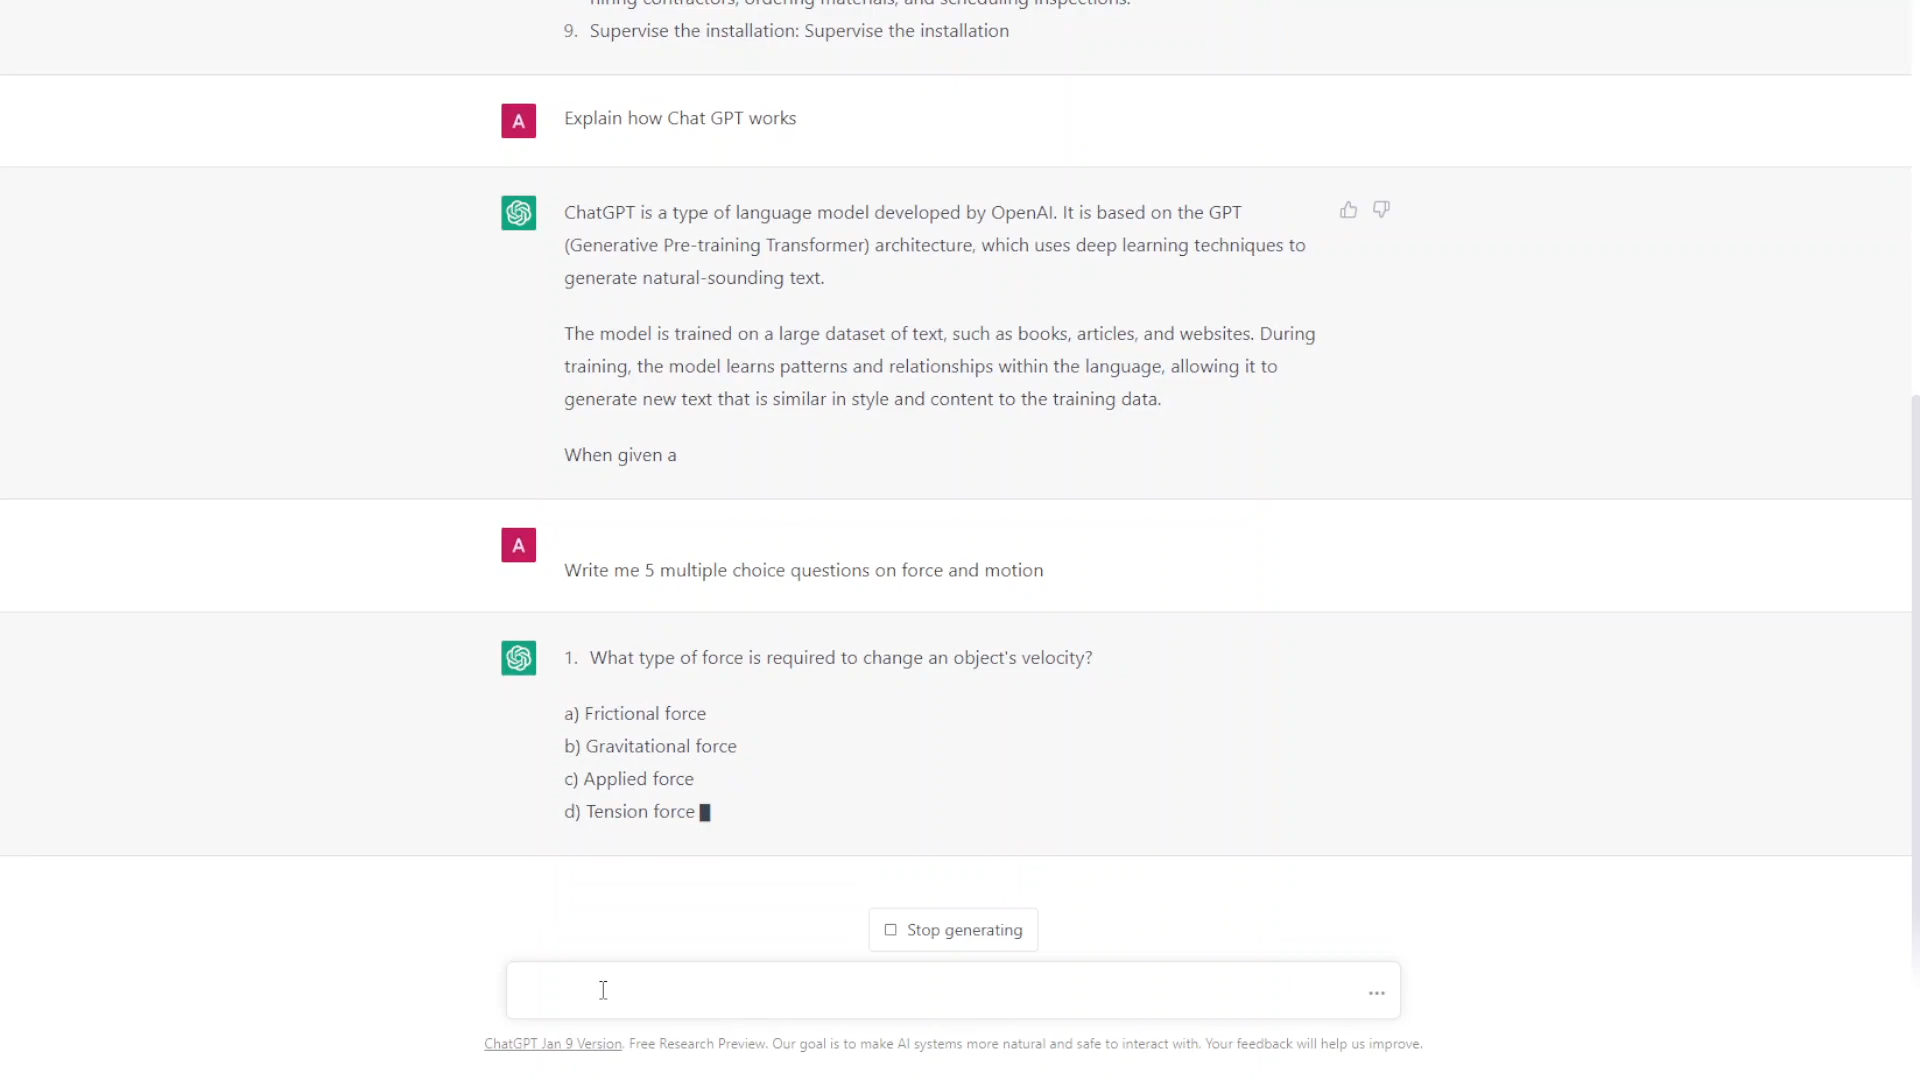 hiring contractors, ordering materials, and scheduling inspections.
9. Supervise the installation: Supervise the installation
A
Explain how Chat GPT works
ChatGPT is a type of language model developed by OpenAI. It is based on the GPT
(Generative Pre-training Transformer) architecture, which uses deep learning techniques to
generate natural-sounding text.
The model is trained on a large dataset of text, such as books, articles, and websites. During
training, the model learns patterns and relationships within the language, allowing it to
generate new text that is similar in style and content to the training data.
When given a
A
Write me 5 multiple choice questions on force and motion
1. What type of force is required to change an object's velocity?
a) Frictional force
b) Gravitational force
c) Applied force
d) Tension force
Stop generating
ChatGPT Jan 9 Version. Free Research Preview. Our goal is to make AI systems more natural and safe to interact with. Your feedback will help us improve.